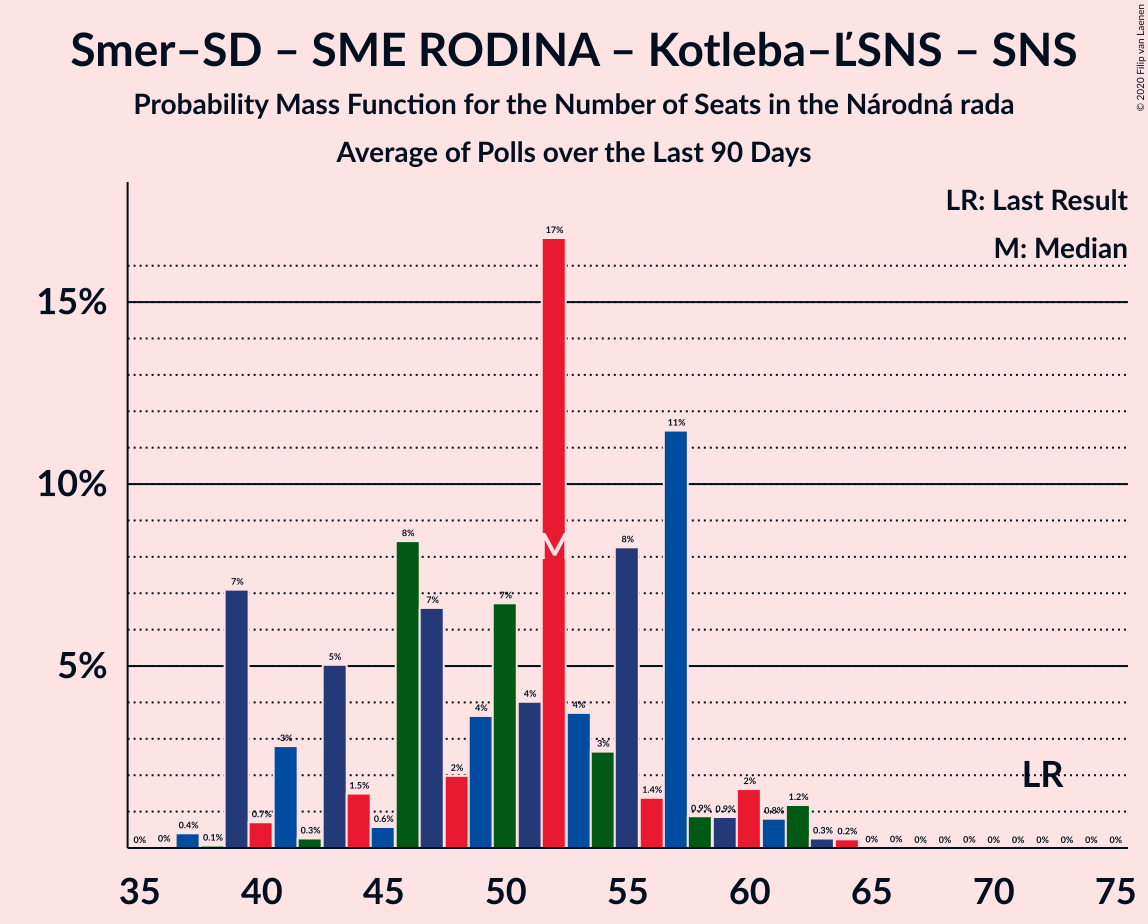 Smer–SD – SME RODINA – Kotleba–ĽSNS – SNS
Probability Mass Function for the Number of Seats in the Národná rada
Average of Polls over the Last 90 Days
© 2020 Filip van Laenen
LR: Last Result
M: Median
15%
10%
5%
0% 0% 0.4% 0.1% 7% 0.7% 3% 0.3% 5% 1.5% 0.6% 8% 7% 2% 4% 7% 4% 17% 4% 3% 8% 1.4% 11% 0.9% 0.9% 2% 0.8% 1.2% 0.3% 0.2% 0% 0% 0% 0% 0% 0% 0% 0% 0% 0% 0%
M
LR
35 40 45 50 55 60 65 70 75